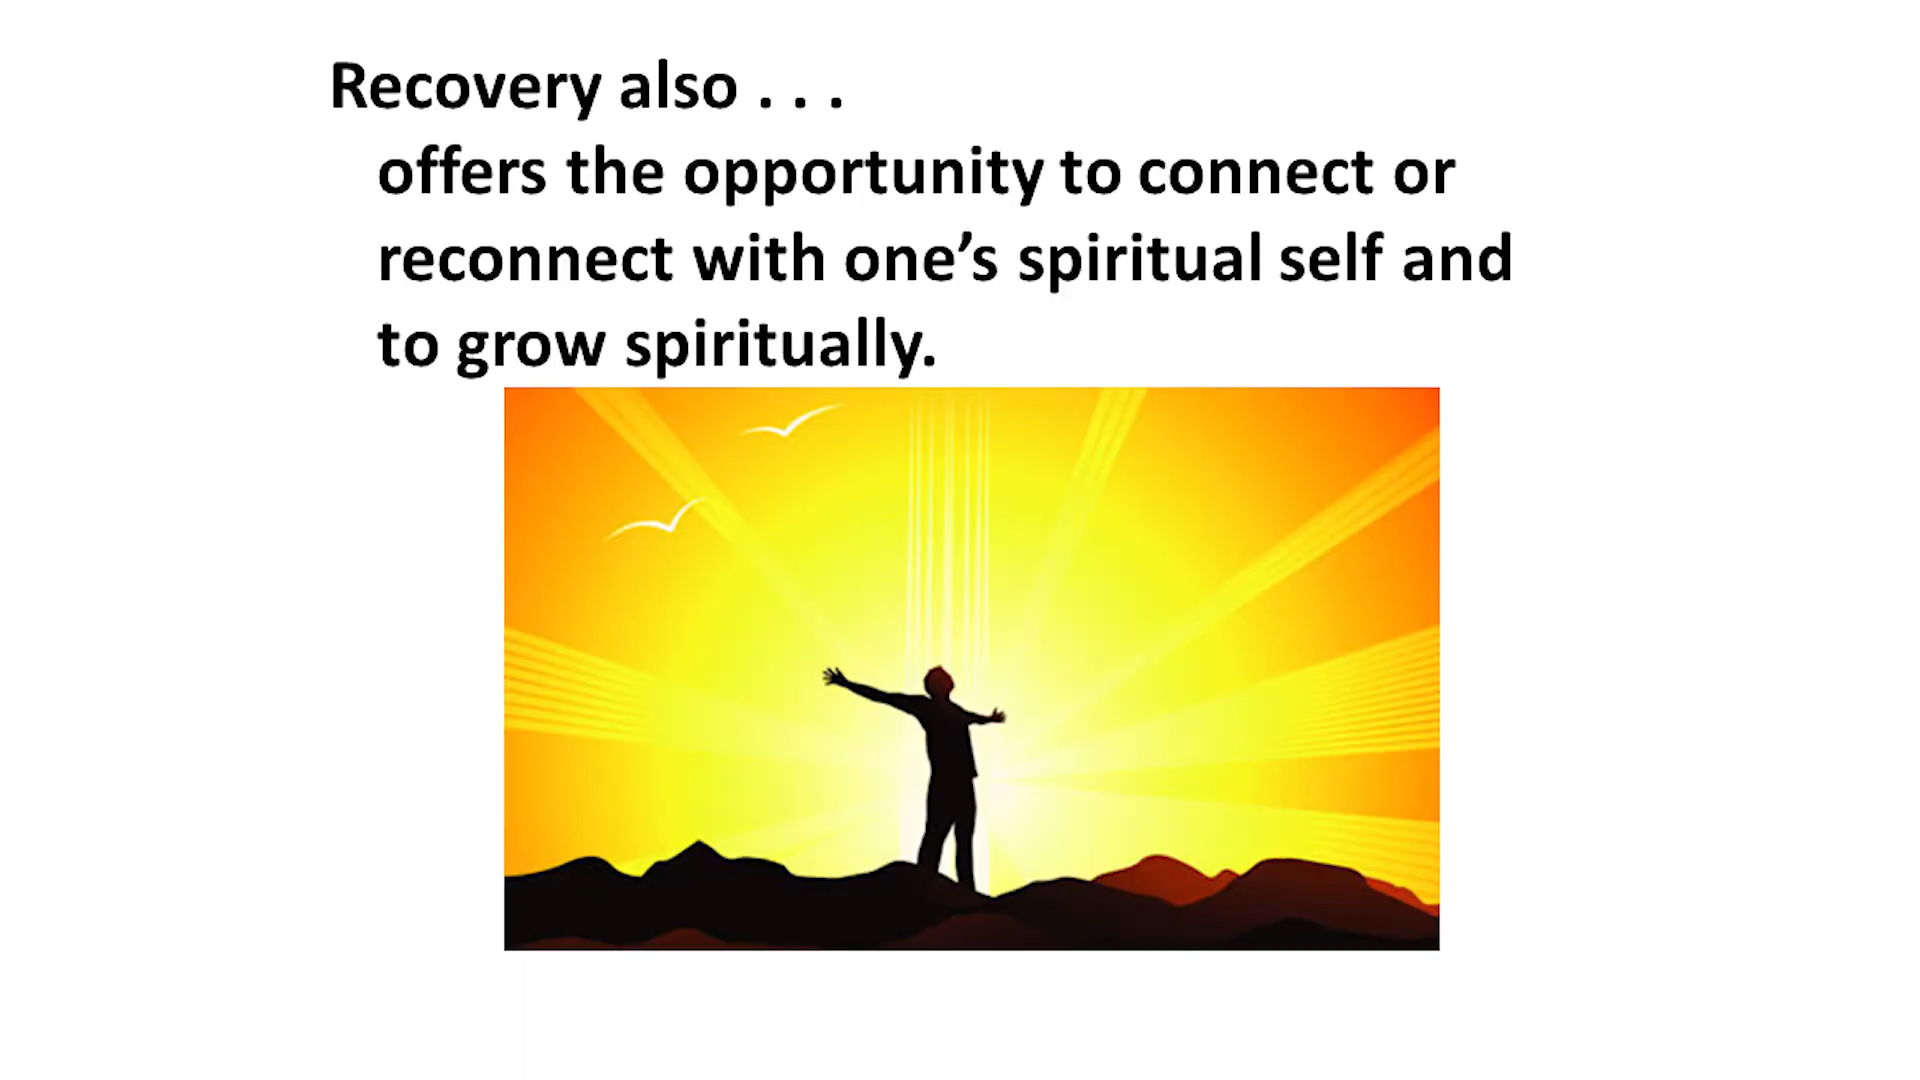 Recovery also . . .
offers the opportunity to connect or
reconnect with one’s spiritual self and
to grow spiritually.